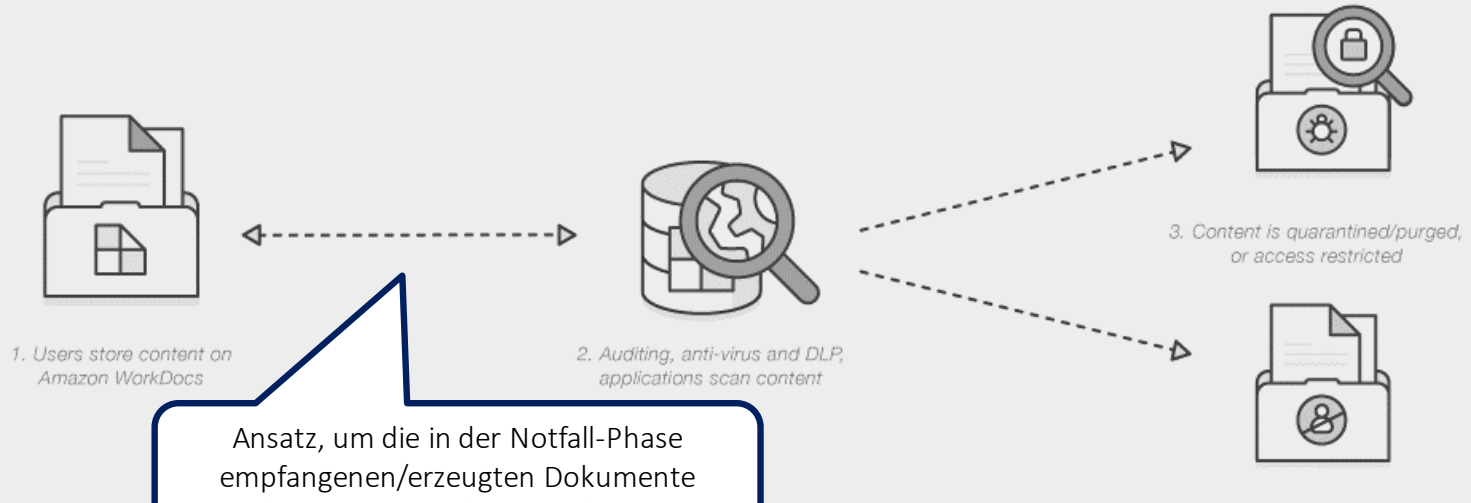 1. Users store content on
Amazon WorkDocs
2. Auditing, anti-virus and DLP,
applications scan content
3. Content is quarantined/purged,
or access restricted
Ansatz, um die in der Notfall-Phase
empfangenen/erzeugten Dokumente